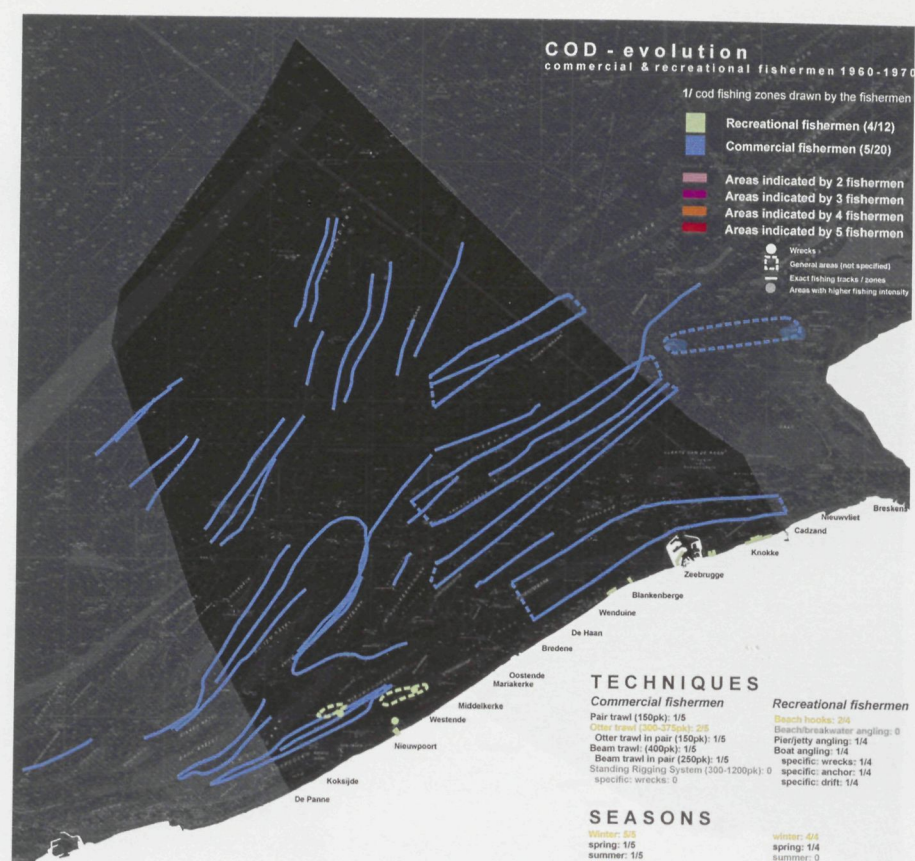 COD - evolution
commercial & recreational fishermen 1960-1970
1/ cod fishing zones drawn by the fishermen
Recreational fishermen (4/12)
Commercial fishermen (5/20)
Areas indicated by 2 fishermen
Areas indicated by 3 fishermen
Areas indicated by 4 fishermen
Areas indicated by 5 fishermen
Wrecks
General areas (not specified)
Exact fishing tracks / zones
Areas with higher fishing intensity
Breskens
Nieuwvliet
Cadzand
Knokke
Zeebrugge
Blankenberge
Wenduine
De Haan
Bredene
Oostende
Mariakerke
Middelkerke
Westende
Nieuwpoort
Koksijde
De Panne
TECHNIQUES
Commercial fishermen
Pair trawl (150pk): 1/5
Otter trawl (300-375pk): 2/5
Otter trawl in pair (150pk): 1/5
Beam trawl: (400pk): 1/5
Beam trawl in pair (250pk): 1/5
Standing Rigging System (300-1200pk): 0
specific: wrecks: 0
Recreational fishermen
Beach hooks: 2/4
Beach/breakwater angling: 0
Pier/jetty angling: 1/4
Boat angling: 1/4
specific: wrecks: 1/4
specific: anchor: 1/4
specific: drift: 1/4
SEASONS
Winter: 5/5
spring: 1/5
summer: 1/5
winter: 4/4
spring: 1/4
summer: 0